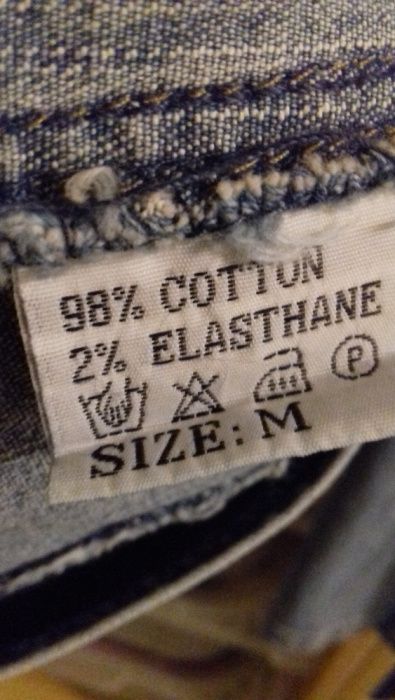 98% COTTON
2% ELASTHANE
P
SIZE: M